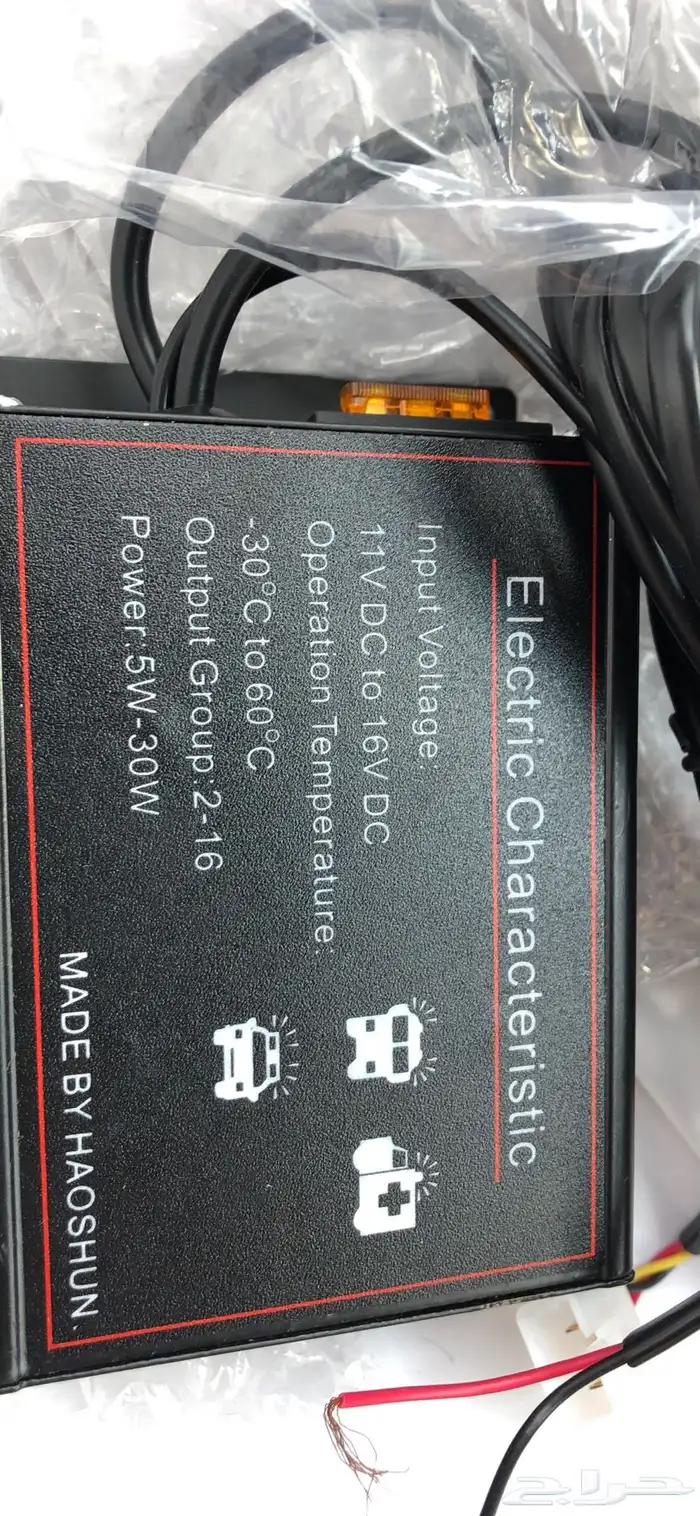 Electric Characteristic
Input Voltage:
11V DC to 16V DC
Operation Temperature:
-30°C to 60°C
Output Group:2-16
Power:5W-30W
MADE BY HAOSHUN
حراج